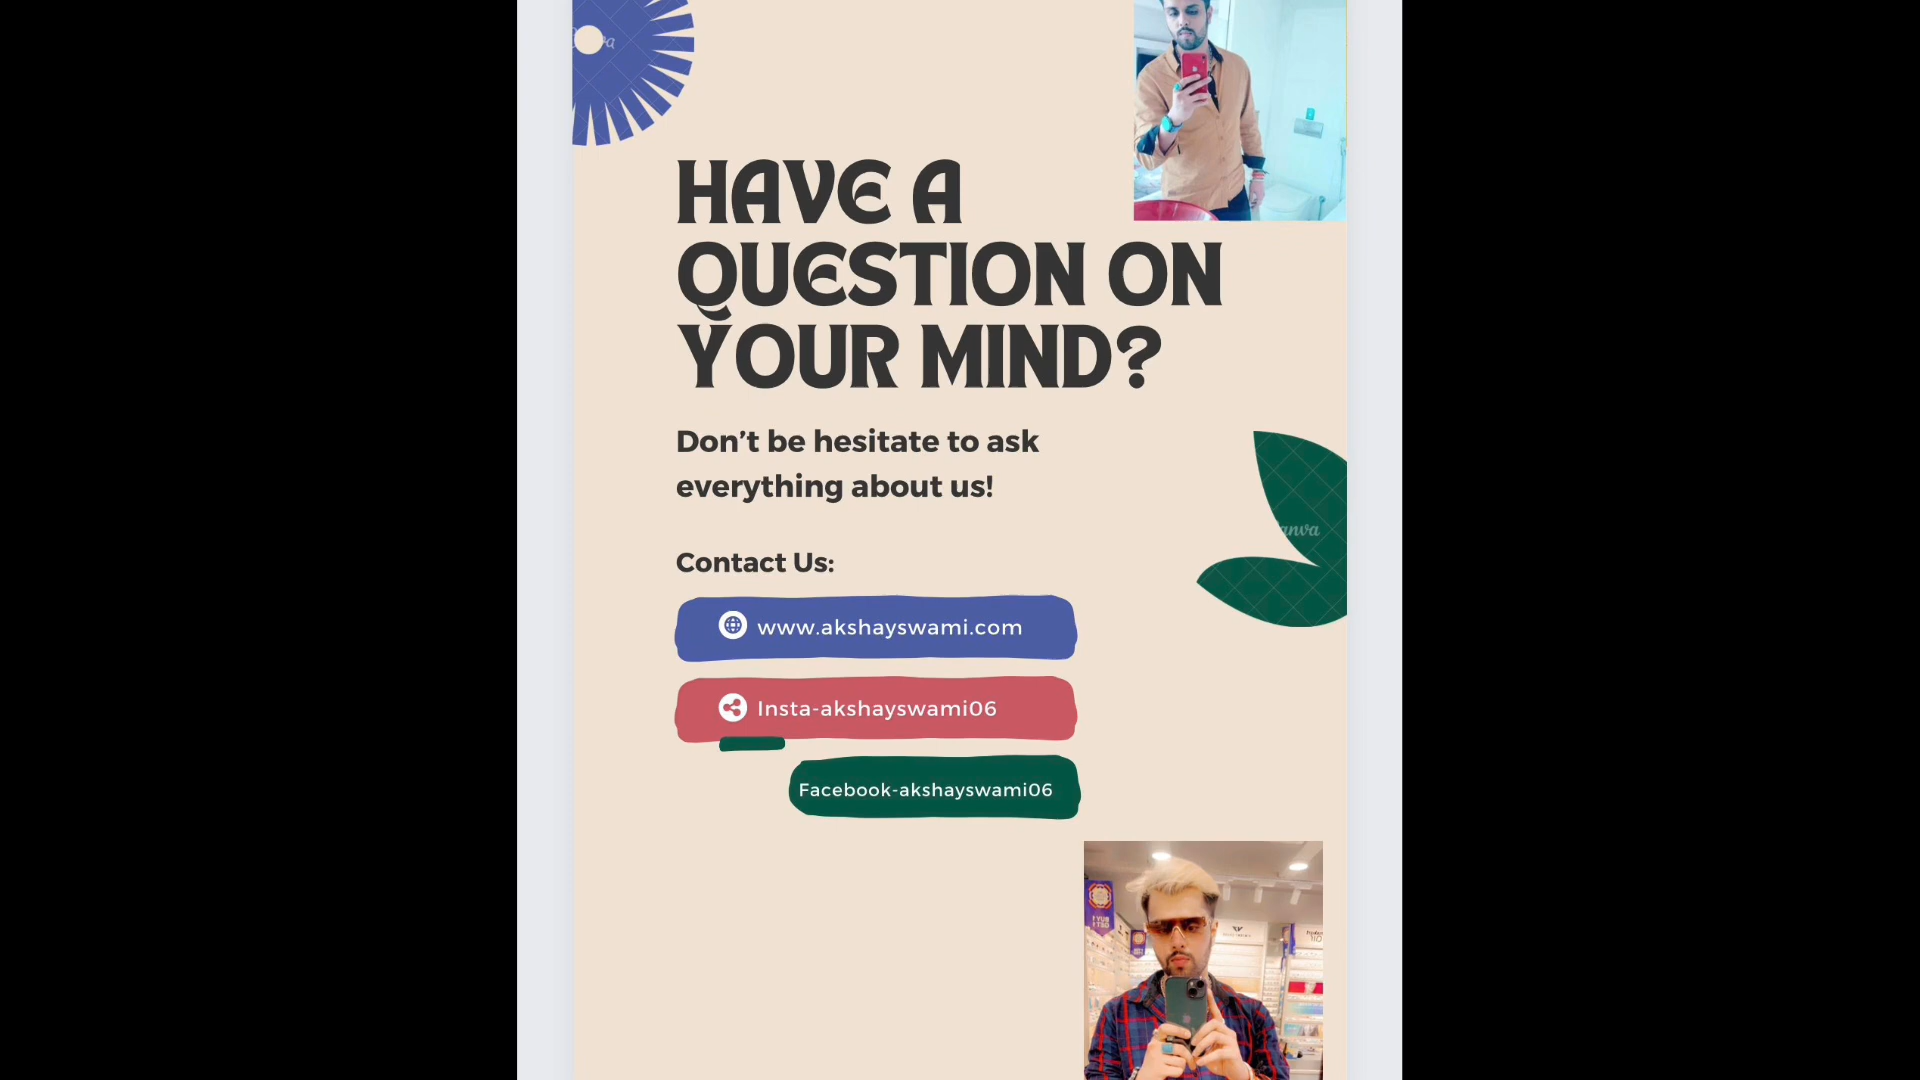 HAVE A
QUESTION ON
YOUR MIND?
Don’t be hesitate to ask
everything about us!
Contact Us:
www.akshayswami.com
Insta-akshayswami06
Facebook-akshayswami06